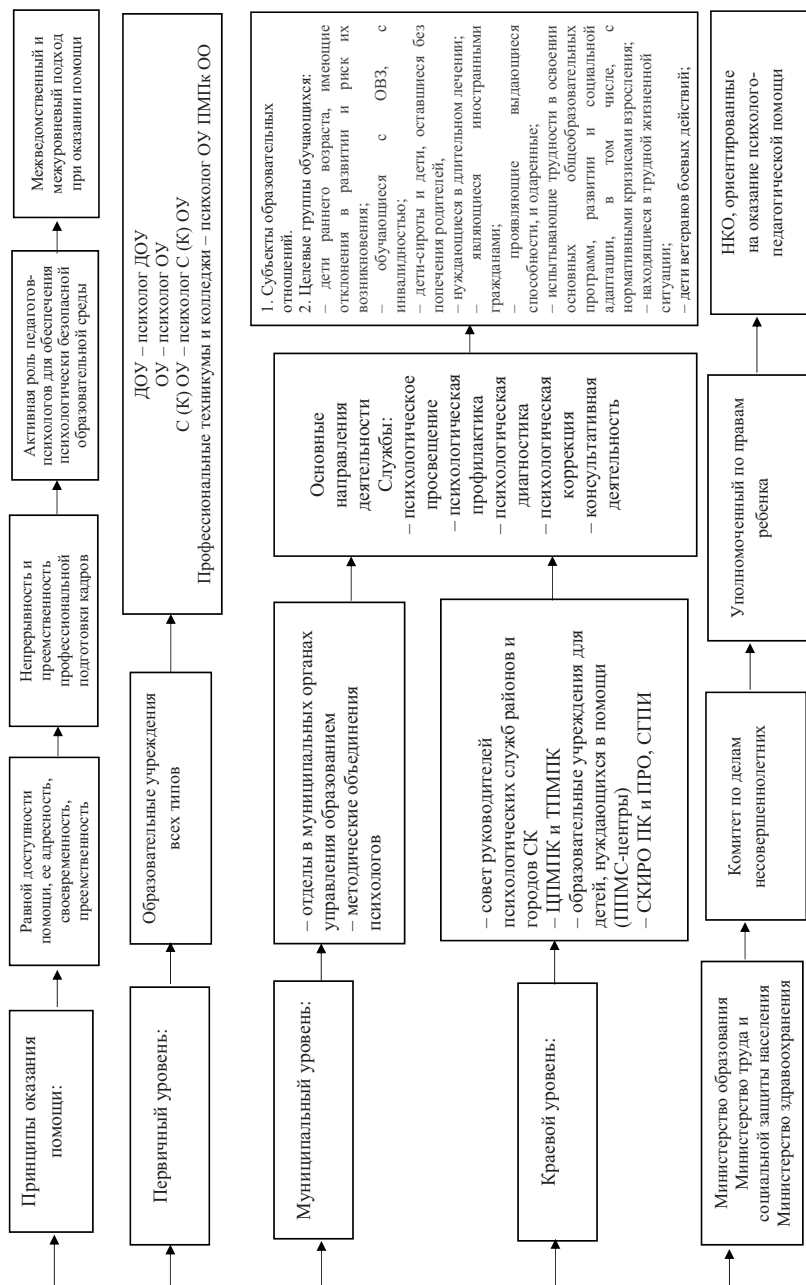 Принципы оказания
помощи:
Равной доступности
помощи, ее адресность,
своевременность,
преемственность
Непрерывность и
преемственность
профессиональной
подготовки кадров
Активная роль педагогов-
психологов для обеспечения
психологически безопасной
образовательной среды
Межведомственный и
межуровневый подход
при оказании помощи
Первичный уровень:
Образовательные учреждения
всех типов
ДОУ – психолог ДОУ
ОУ – психолог ОУ
С (К) ОУ – психолог С (К) ОУ
Профессиональные техникумы и колледжи – психолог ОУ ПМПк ОО
Муниципальный уровень:
– отделы в муниципальных органах
управления образованием
– методические объединения
психологов
Краевой уровень:
– совет руководителей
психологических служб районов и
городов СК
– ЦПМПК и ТПМПК
– образовательные учреждения для
детей, нуждающихся в помощи
(ППМС-центры)
– СКИРО ПК и ПРО, СГПИ
Основные
направления
деятельности
Службы:
– психологическое
просвещение
– психологическая
профилактика
– психологическая
диагностика
– психологическая
коррекция
– консультативная
деятельность
1. Субъекты образовательных
отношений.
2. Целевые группы обучающихся:
– дети раннего возраста, имеющие
отклонения в развитии и риск их
возникновения;
– обучающиеся с ОВЗ, с
инвалидностью;
– дети-сироты и дети, оставшиеся без
попечения родителей,
– нуждающиеся в длительном лечении;
– являющиеся иностранными
гражданами;
– проявляющие выдающиеся
способности, и одаренные;
– испытывающие трудности в освоении
основных общеобразовательных
программ, развитии и социальной
адаптации, в том числе, с
нормативными кризисами взросления;
– находящиеся в трудной жизненной
ситуации;
– дети ветеранов боевых действий;
Министерство образования
Министерство труда и
социальной защиты населения
Министерство здравоохранения
Комитет по делам
несовершеннолетних
Уполномоченный по правам
ребенка
НКО, ориентированные
на оказание психолого-
педагогической помощи